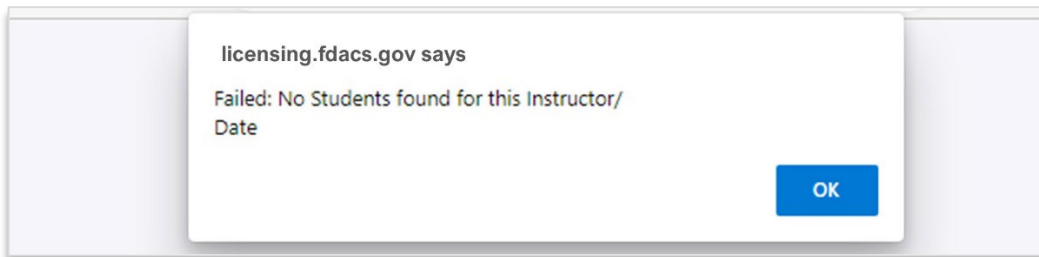 licensing.fdacs.gov says
Failed: No Students found for this Instructor/
Date
OK